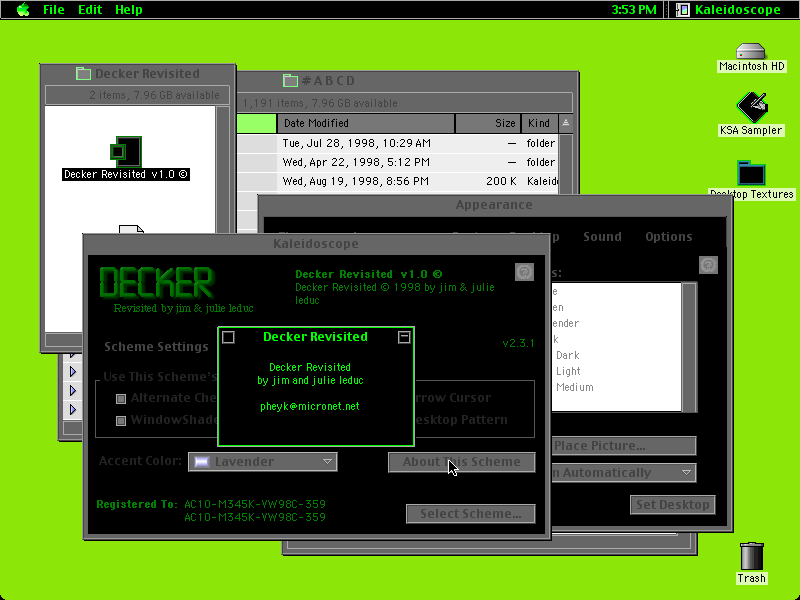 File Edit Help
3:53 PM Kaleidoscope
Macintosh HD
KSA Sampler
Desktop Textures
Trash
Decker Revisited
2 items, 7.96 GB available
Decker Revisited v1.0 ©
# A B C D
1,191 items, 7.96 GB available
Date Modified Size Kind
Tue, Jul 28, 1998, 10:29 AM — folder
Wed, Apr 22, 1998, 5:12 PM — folder
Wed, Aug 19, 1998, 8:56 PM 200 K Kaleid
Appearance
Sound Options
Dark
Light
Medium
Place Picture...
n Automatically
Set Desktop
Kaleidoscope
DECKER
Revisited by jim & julie leduc
Decker Revisited v1.0 ©
Decker Revisited © 1998 by jim & julie
leduc
v2.3.1
Scheme Settings
Use This Scheme's
Alternate Che
rrow Cursor
WindowShad
esktop Pattern
Accent Color: Lavender
About This Scheme
Registered To: AC10-M345K-YW98C-359
AC10-M345K-YW98C-359
Select Scheme...
Decker Revisited
Decker Revisited
by jim and julie leduc
pheyk@micronet.net